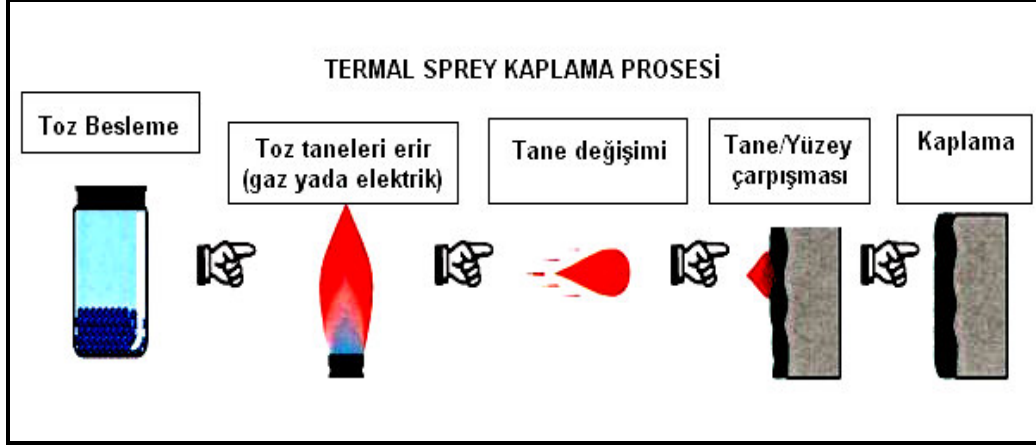 TERMAL SPREY KAPLAMA PROSESİ
Toz Besleme
Toz taneleri erir
(gaz yada elektrik)
Tane değişimi
Tane/Yüzey
çarpışması
Kaplama